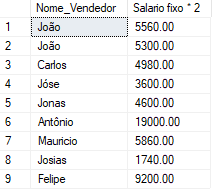 Nome_Vendedor Salario fixo * 2
1 João 5560.00
2 João 5300.00
3 Carlos 4980.00
4 Jóse 3600.00
5 Jonas 4600.00
6 Antônio 19000.00
7 Mauricio 5860.00
8 Josias 1740.00
9 Felipe 9200.00